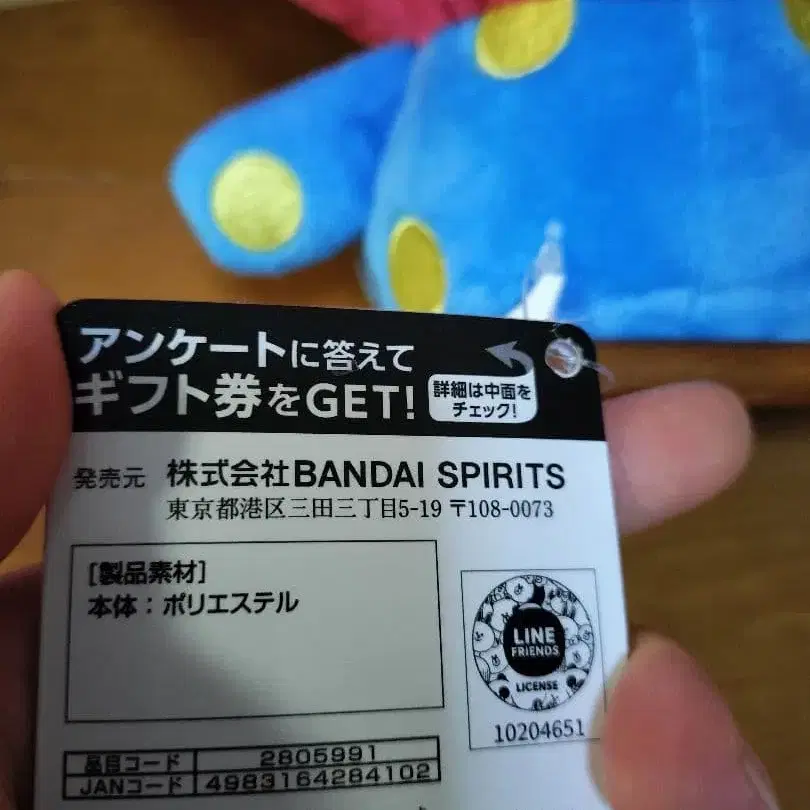 アンケートに答えて
ギフト券をGET!
詳細は中面を
チェック!
発売元 株式会社BANDAI SPIRITS
東京都港区三田三丁目5-19 〒108-0073
[製品素材]
本体：ポリエステル
LINE
FRIENDS
LICENSE
10204651
品目コード 2805991
JANコード 4983164284102